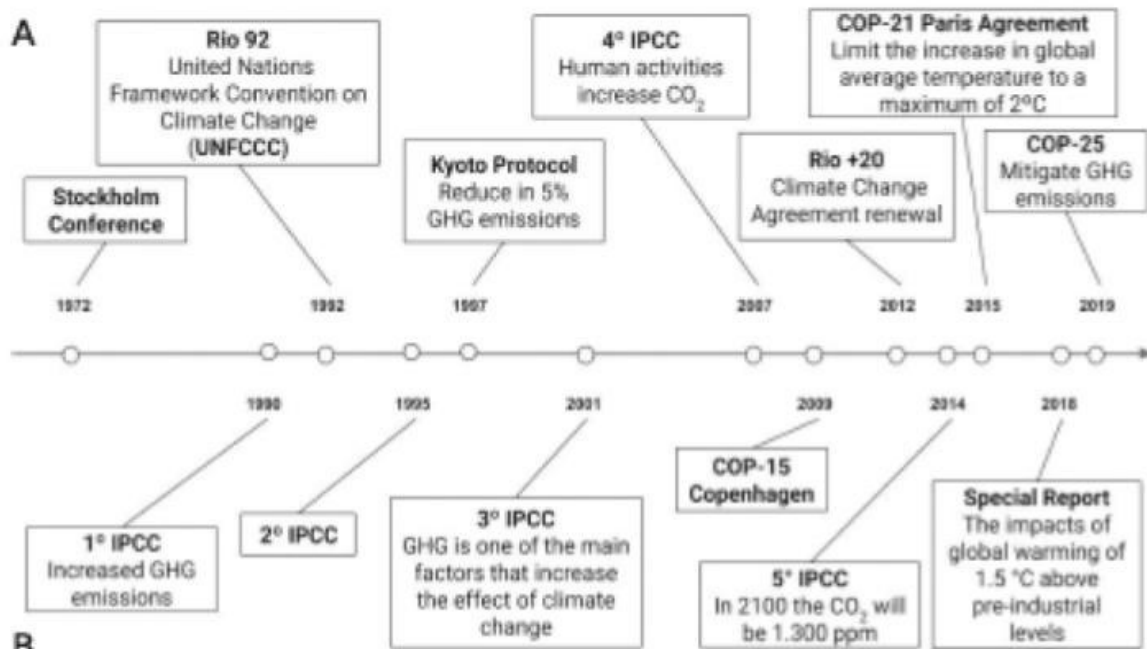 A
Rio 92
United Nations
Framework Convention on
Climate Change
(UNFCCC)
4º IPCC
Human activities
increase CO₂
COP-21 Paris Agreement
Limit the increase in global
average temperature to a
maximum of 2ºC
Stockholm
Conference
Kyoto Protocol
Reduce in 5%
GHG emissions
Rio +20
Climate Change
Agreement renewal
COP-25
Mitigate GHG
emissions
1972
1992
1997
2007
2012
2015
2019
1990
1995
2001
2009
2014
2018
1º IPCC
Increased GHG
emissions
2º IPCC
3º IPCC
GHG is one of the main
factors that increase
the effect of climate
change
COP-15
Copenhagen
5° IPCC
In 2100 the CO₂ will
be 1.300 ppm
Special Report
The impacts of
global warming of
1.5 °C above
pre-industrial
levels
B